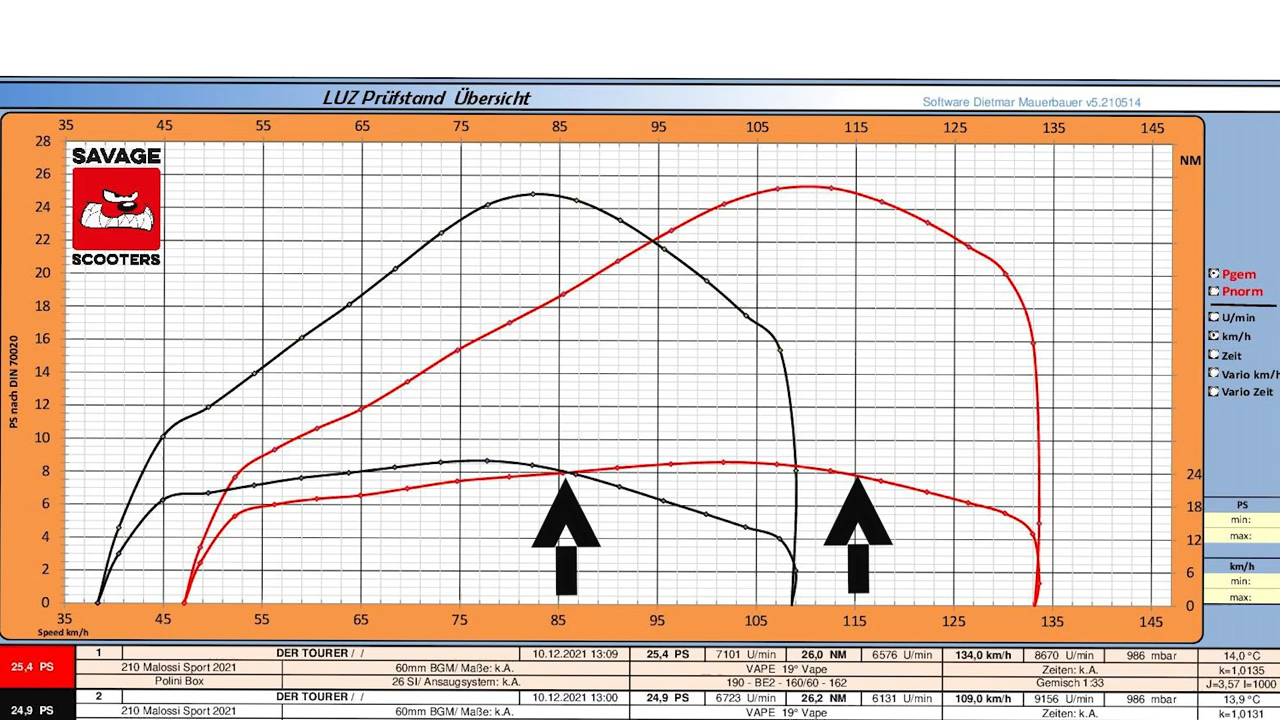 LUZ Prüfstand Übersicht
Software Dietmar Mauerbauer v5.210514
35 45 55 65 75 85 95 105 115 125 135 145
28
SAVAGE
SCOOTERS
NM
26
24
22
20
18
16
14
12
10
8 24
6 18
4 12
2 6
0 0
PS nach DIN 70020
35 45 55 65 75 85 95 105 115 125 135 145
Speed km/h
Pgem
Pnorm
U/min
km/h
Zeit
Vario km/h
Vario Zeit
PS
min:
max:
km/h
min:
max:
25,4 PS
1 DER TOURER / / 10.12.2021 13:09 25,4 PS 7101 U/min 26,0 NM 6576 U/min 134,0 km/h 8670 U/min 986 mbar 14,0 °C
210 Malossi Sport 2021 60mm BGM/ Maße: k.A. VAPE 19° Vape Zeiten: k.A. k=1,0135
Polini Box 26 SI/ Ansaugsystem: k.A. 190 - BE2 - 160/60 - 162 Gemisch 1:33 J=3,57 I=1000
24,9 PS
2 DER TOURER / / 10.12.2021 13:00 24,9 PS 6723 U/min 26,2 NM 6131 U/min 109,0 km/h 9156 U/min 986 mbar 13,9 °C
210 Malossi Sport 2021 60mm BGM/ Maße: k.A. VAPE 19° Vape Zeiten: k.A. k=1,0131